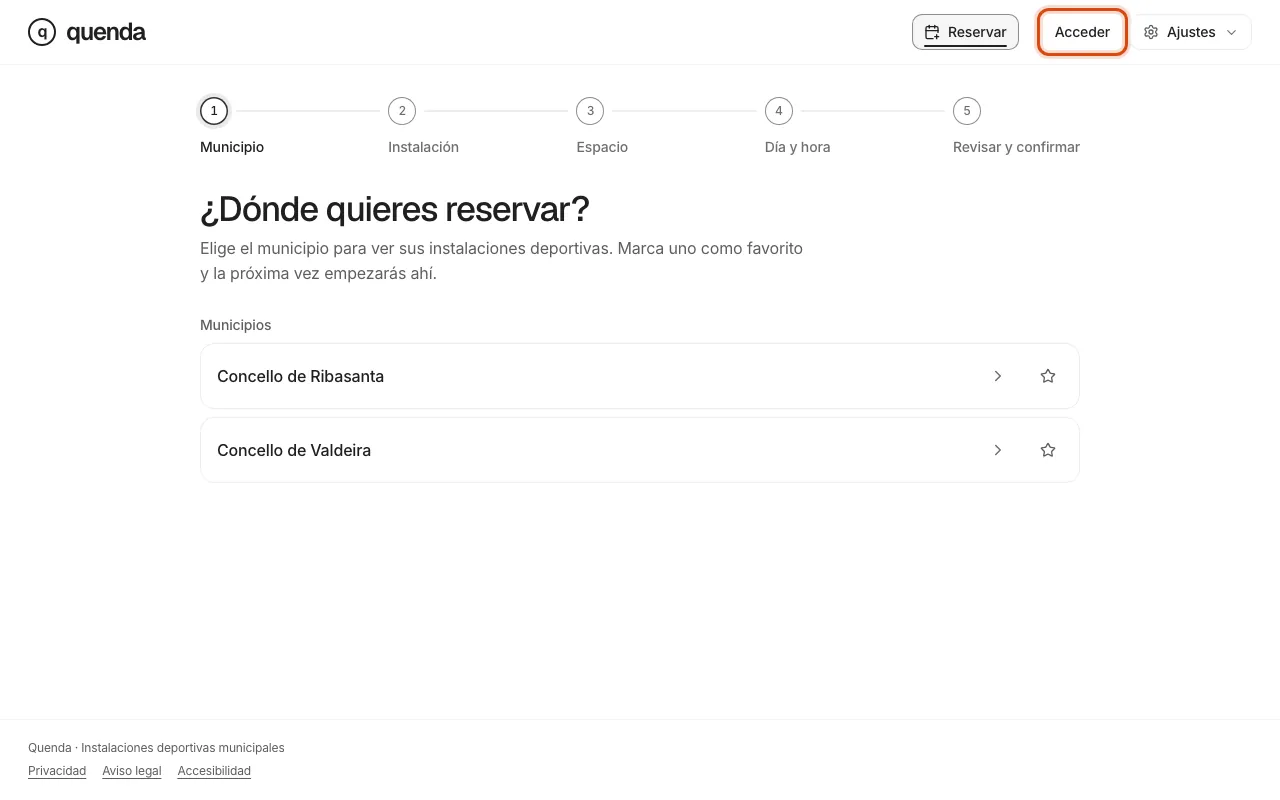 q quenda
Reservar
Acceder
Ajustes
1
2
3
4
5
Municipio
Instalación
Espacio
Día y hora
Revisar y confirmar
¿Dónde quieres reservar?
Elige el municipio para ver sus instalaciones deportivas. Marca uno como favorito
y la próxima vez empezarás ahí.
Municipios
Concello de Ribasanta
Concello de Valdeira
Quenda · Instalaciones deportivas municipales
Privacidad Aviso legal Accesibilidad